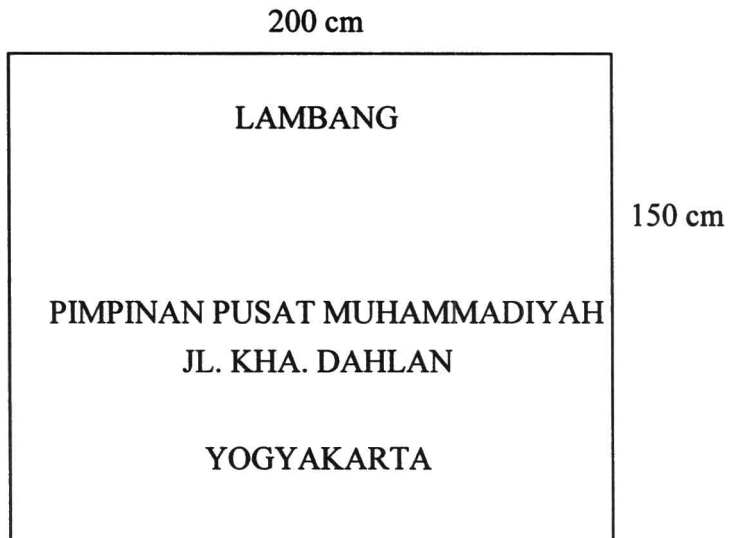 200 cm
LAMBANG
150 cm
PIMPINAN PUSAT MUHAMMADIYAH
JL. KHA. DAHLAN
YOGYAKARTA